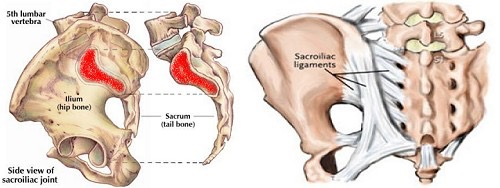 5th lumbar
vertebra
Ilium
(hip bone)
Sacrum
(tail bone)
Side view of
sacroiliac joint
Sacroiliac
ligaments